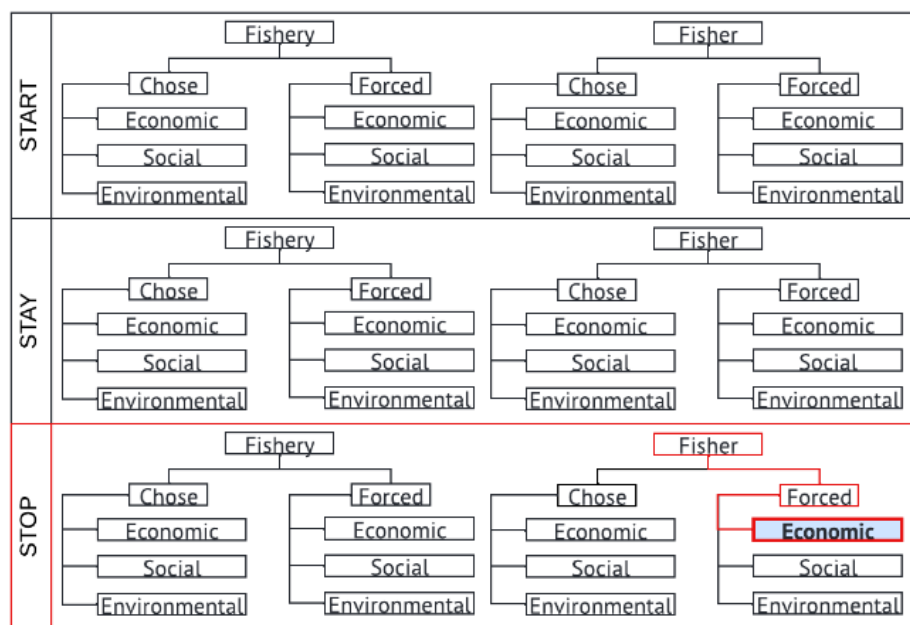 START
Fishery Fisher
Chose Forced Chose Forced
Economic Economic Economic Economic
Social Social Social Social
Environmental Environmental Environmental Environmental
STAY
Fishery Fisher
Chose Forced Chose Forced
Economic Economic Economic Economic
Social Social Social Social
Environmental Environmental Environmental Environmental
STOP
Fishery Fisher
Chose Forced Chose Forced
Economic Economic Economic Economic
Social Social Social Social
Environmental Environmental Environmental Environmental